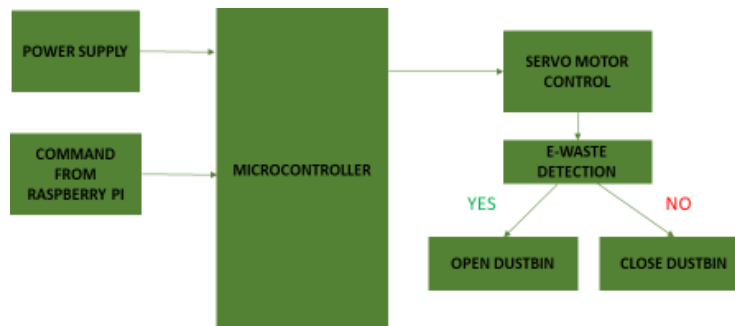 POWER SUPPLY
COMMAND
FROM
RASPBERRY PI
MICROCONTROLLER
SERVO MOTOR
CONTROL
E-WASTE
DETECTION
YES
NO
OPEN DUSTBIN
CLOSE DUSTBIN